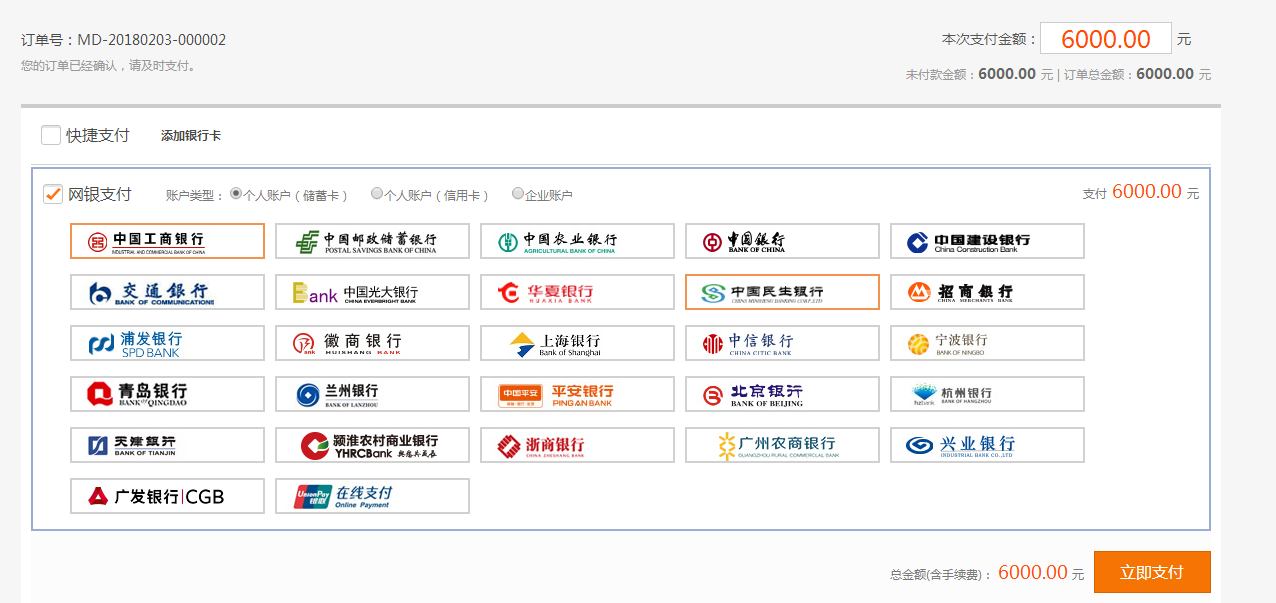 订单号：MD-20180203-000002
本次支付金额： 6000.00 元
您的订单已经确认，请及时支付。
未付款金额：6000.00 元 | 订单总金额：6000.00 元
快捷支付 添加银行卡
网银支付 账户类型： 个人账户（储蓄卡） 个人账户（信用卡） 企业账户 支付 6000.00 元
中国工商银行 INDUSTRIAL AND COMMERCIAL BANK OF CHINA
中国邮政储蓄银行 POSTAL SAVINGS BANK OF CHINA
中国农业银行 AGRICULTURAL BANK OF CHINA
中国银行 BANK OF CHINA
中国建设银行 China Construction Bank
交通银行 BANK OF COMMUNICATIONS
Bank 中国光大银行 CHINA EVERBRIGHT BANK
华夏银行 HUAXIA BANK
中国民生银行 CHINA MINSHENG BANKING CORP.,LTD
招商銀行 CHINA MERCHANTS BANK
浦发银行 SPD BANK
Bank 徽商银行 HUISHANG BANK
上海银行 Bank of Shanghai
中信银行 CHINA CITIC BANK
宁波银行 BANK OF NINGBO
青岛银行 BANK OF QINGDAO
兰州银行 BANK OF LANZHOU
中国平安 保险·银行·投资 平安银行 PING AN BANK
北京银行 BANK OF BEIJING
hzbank 杭州银行 BANK OF HANGZHOU
天津银行 BANK OF TIANJIN
颍淮农村商业银行 YHRCBank
浙商银行 CHINA ZHESHANG BANK
广州农商银行 GUANGZHOU RURAL COMMERCLAL BANK
兴业银行 INDUSTRIAL BANK CO.,LTD
广发银行|CGB
UnionPay 银联 在线支付 Online Payment
总金额(含手续费)： 6000.00 元 立即支付